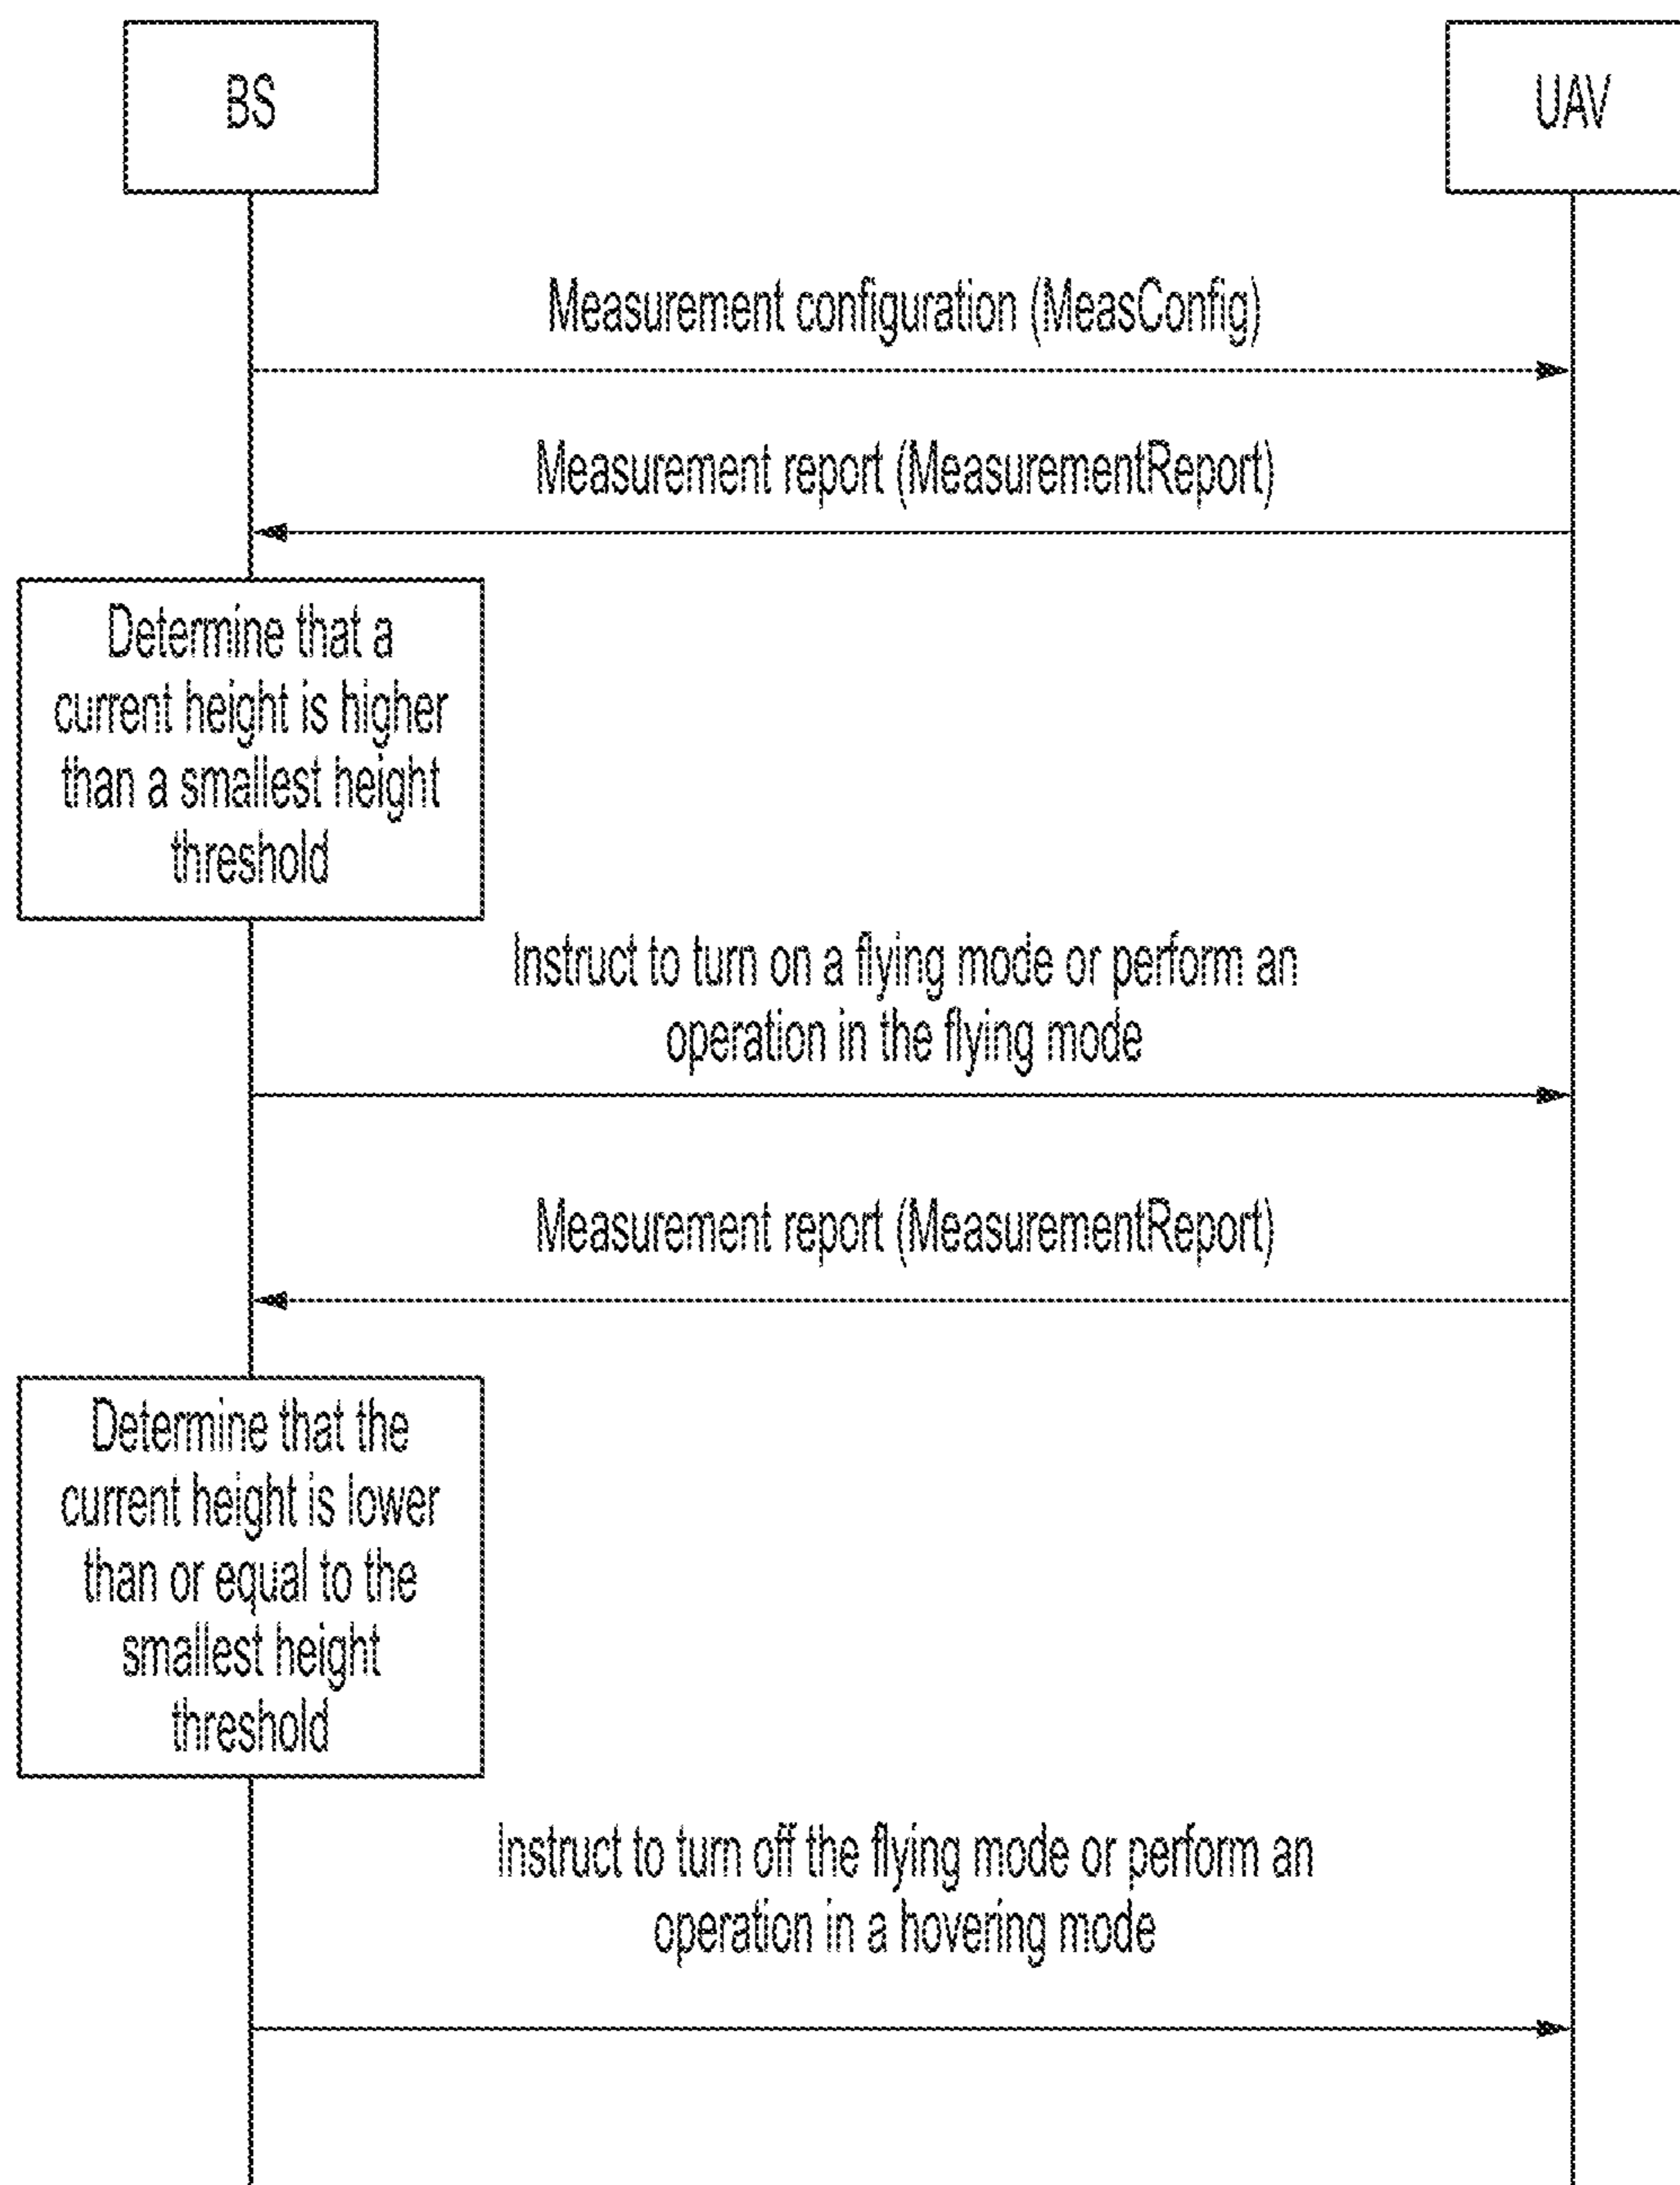 BS
UAV
Measurement configuration (MeasConfig)
Measurement report (MeasurementReport)
Determine that a
current height is higher
than a smallest height
threshold
Instruct to turn on a flying mode or perform an
operation in the flying mode
Measurement report (MeasurementReport)
Determine that the
current height is lower
than or equal to the
smallest height
threshold
Instruct to turn off the flying mode or perform an
operation in a hovering mode